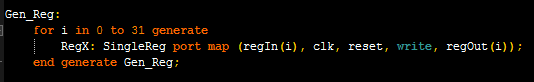 Gen_Reg:
for i in 0 to 31 generate
RegX: SingleReg port map (regIn(i), clk, reset, write, regOut(i));
end generate Gen_Reg;